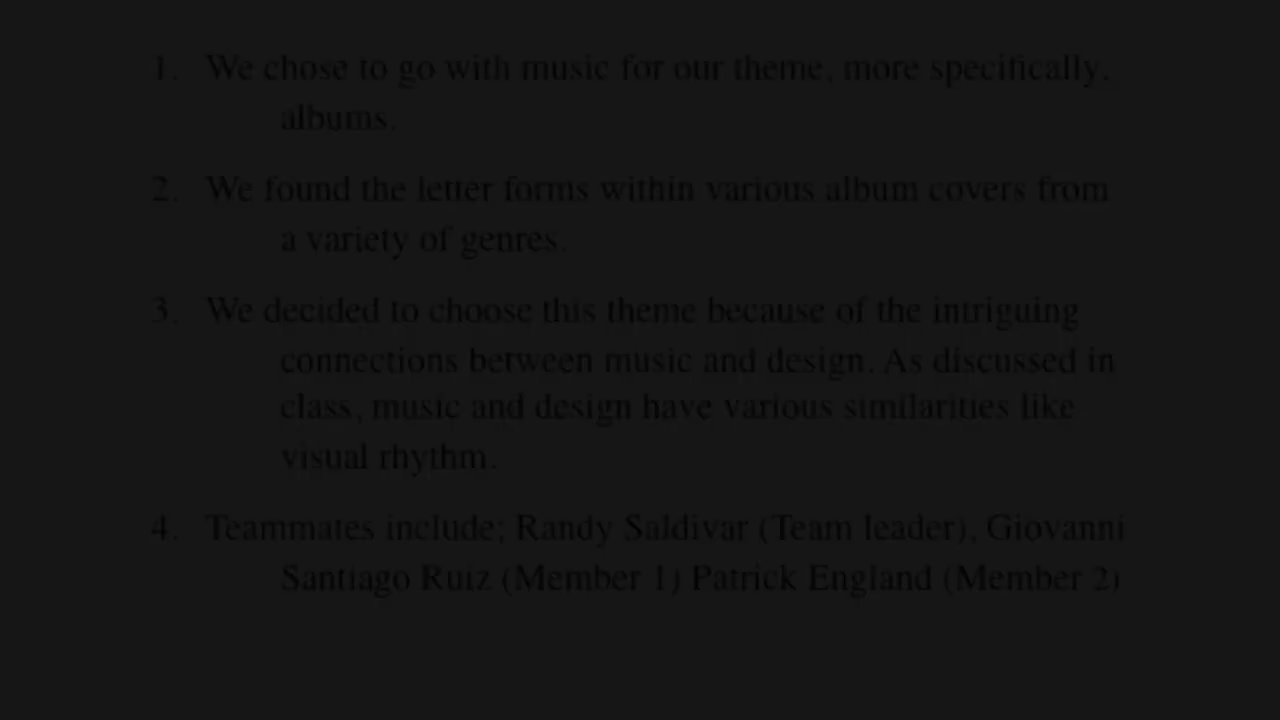 1. We chose to go with music for our theme, more specifically,
albums.
2. We found the letter forms within various album covers from
a variety of genres.
3. We decided to choose this theme because of the intriguing
connections between music and design. As discussed in
class, music and design have various similarities like
visual rhythm.
4. Teammates include; Randy Saldivar (Team leader), Giovanni
Santiago Ruiz (Member 1) Patrick England (Member 2)